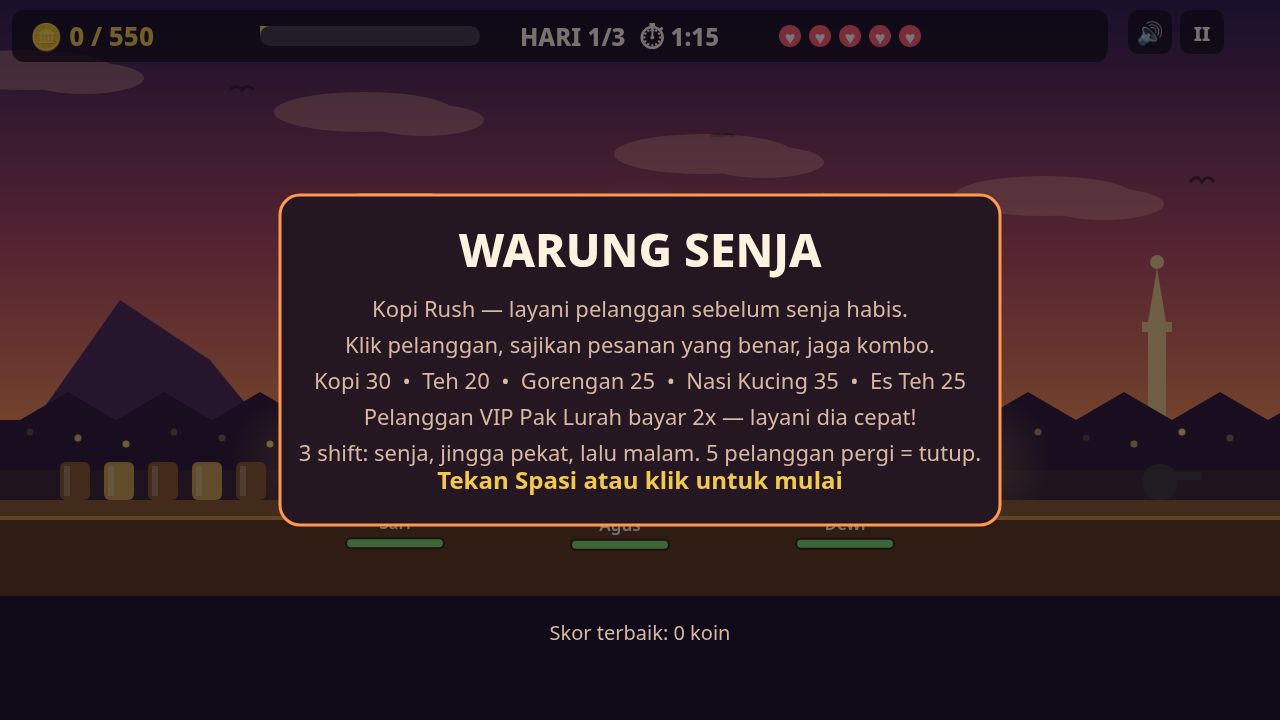 0 / 550
HARI 1/3 1:15
II
WARUNG SENJA
Kopi Rush — layani pelanggan sebelum senja habis.
Klik pelanggan, sajikan pesanan yang benar, jaga kombo.
Kopi 30 • Teh 20 • Gorengan 25 • Nasi Kucing 35 • Es Teh 25
Pelanggan VIP Pak Lurah bayar 2x — layani dia cepat!
3 shift: senja, jingga pekat, lalu malam. 5 pelanggan pergi = tutup.
Tekan Spasi atau klik untuk mulai
Sari Agus Dewi
Skor terbaik: 0 koin